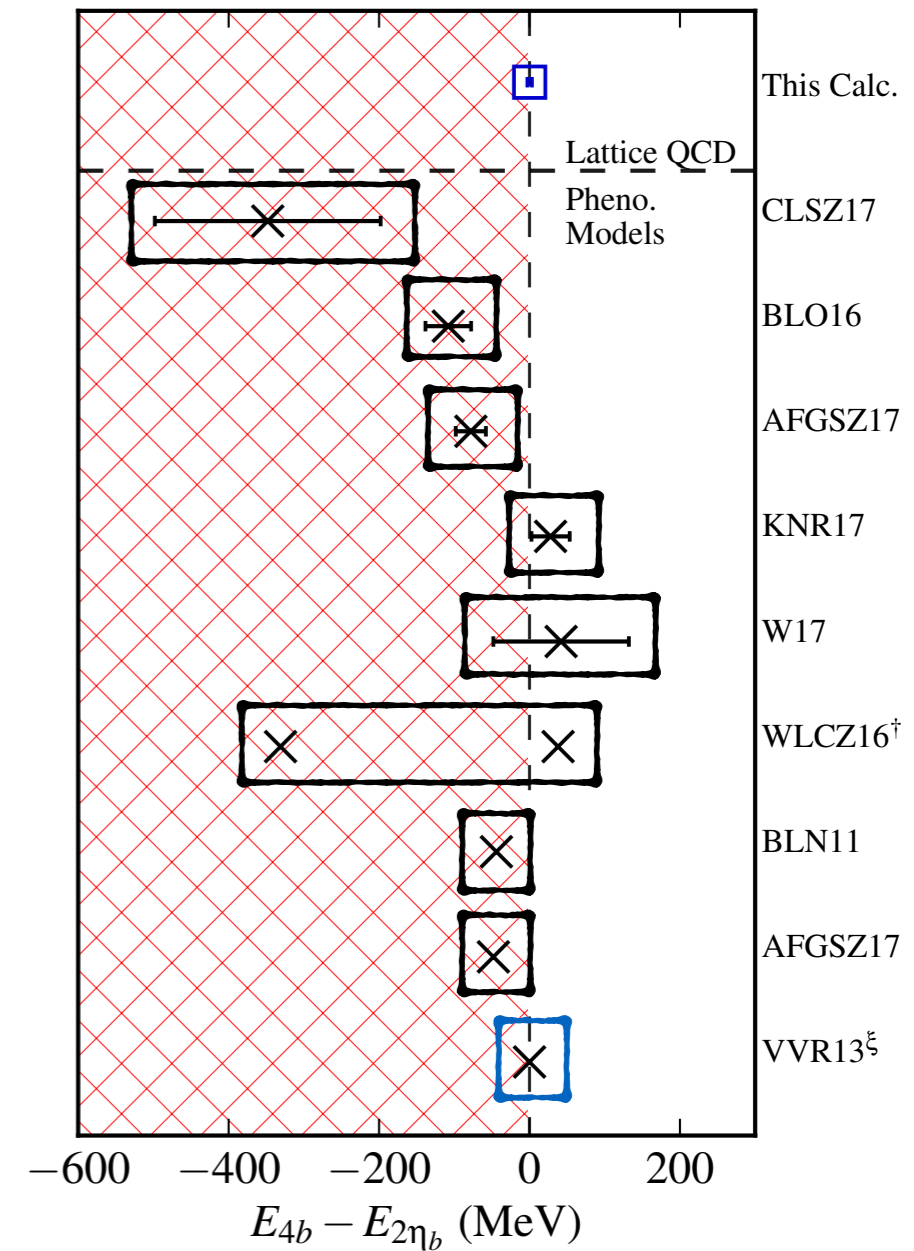 This Calc.
Lattice QCD
Pheno.
Models
CLSZ17
BLO16
AFGSZ17
KNR17
W17
WLCZ16†
BLN11
AFGSZ17
VVR13ξ
−600 −400 −200 0 200
E4b − E2ηb (MeV)